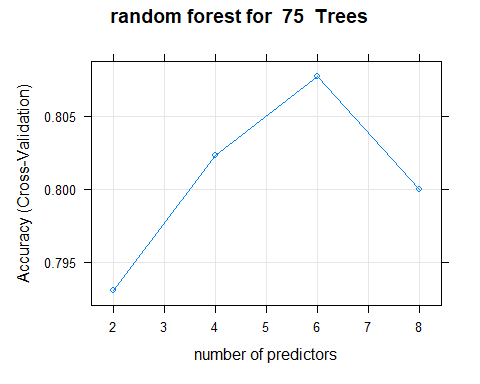 random forest for  75  Trees
Accuracy (Cross-Validation)
0.805
0.800
0.795
2 3 4 5 6 7 8
number of predictors